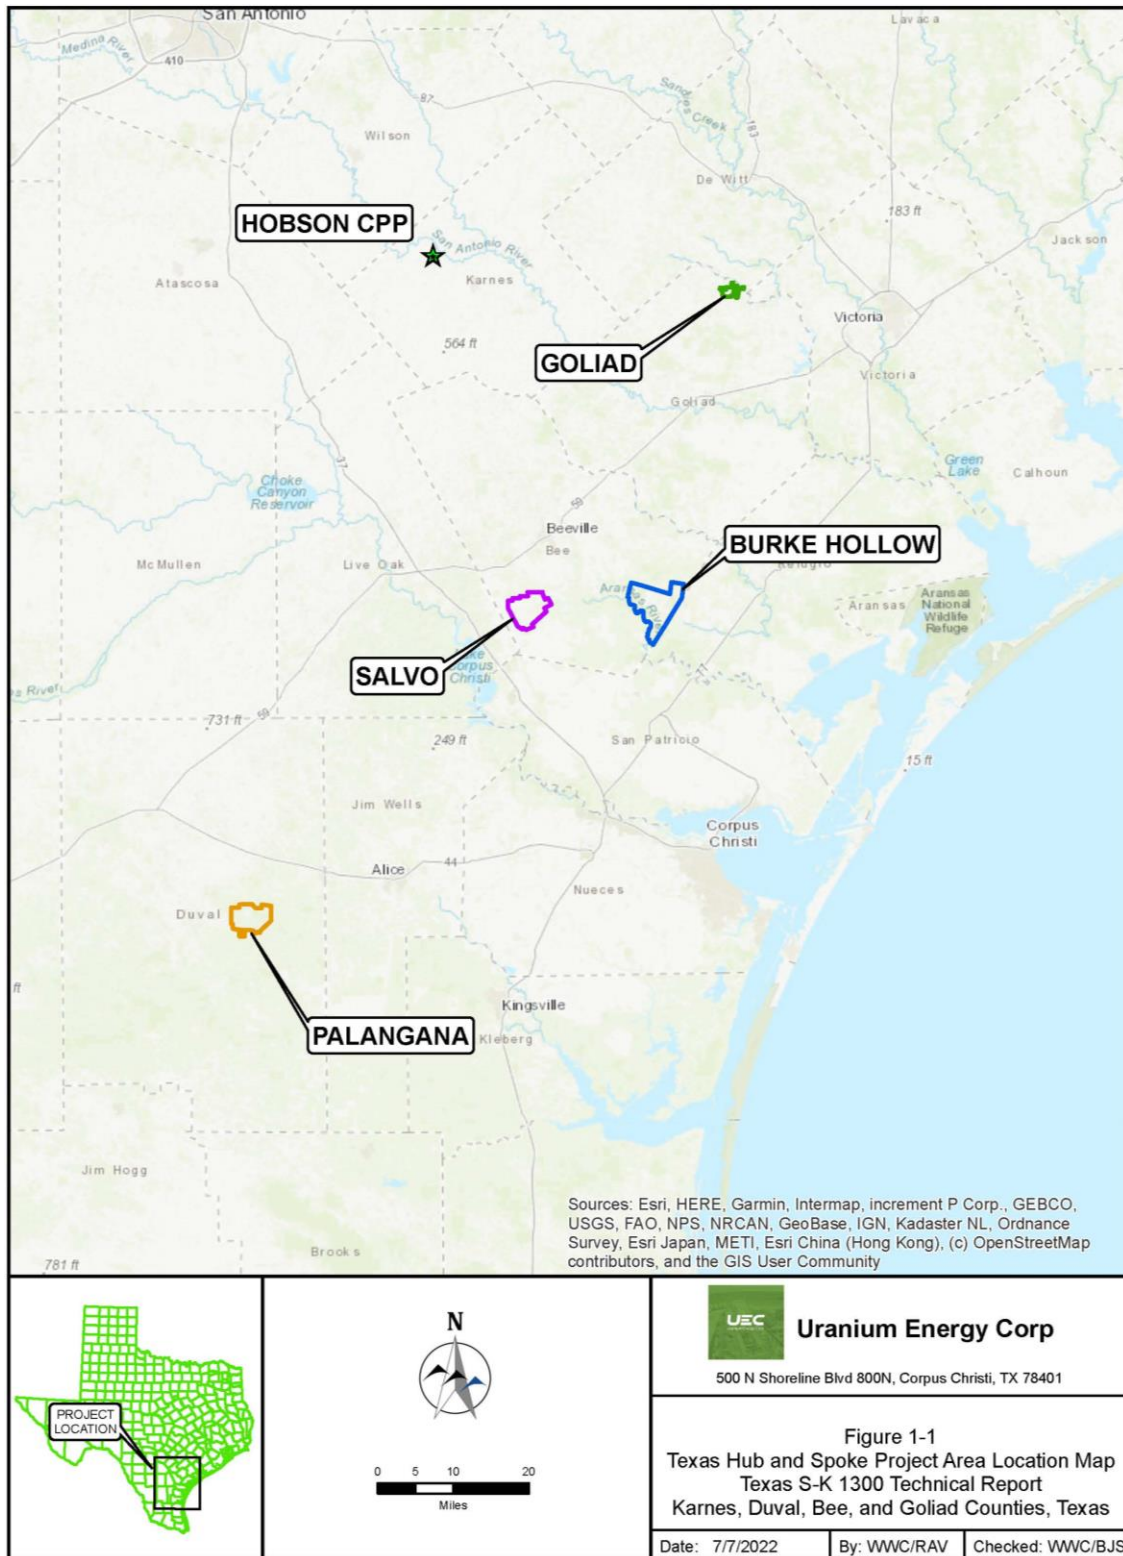 San Antonio
Lavaca
Medina River
410
87
Sandies Creek
183
Wilson
De Witt
HOBSON CPP
San Antonio River
183 ft
Jackson
Karnes
Atascosa
Victoria
564 ft
GOLIAD
Victoria
Goliad
37
Green
Lake
Calhoun
Choke
Canyon
Reservoir
59
Beeville
Bee
BURKE HOLLOW
McMullen
Live Oak
Refugio
Aransas River
Aransas
Aransas
National
Wildlife
Refuge
SALVO
Lake
Corpus
Christi
77
es River
59
731 ft
249 ft
San Patricio
15 ft
Jim Wells
Corpus
Christi
Alice
44
Nueces
Duval
ft
Kingsville
PALANGANA
Kleberg
Jim Hogg
Brooks
781 ft
Sources: Esri, HERE, Garmin, Intermap, increment P Corp., GEBCO,
USGS, FAO, NPS, NRCAN, GeoBase, IGN, Kadaster NL, Ordnance
Survey, Esri Japan, METI, Esri China (Hong Kong), (c) OpenStreetMap
contributors, and the GIS User Community
PROJECT
LOCATION
N
0 5 10 20
Miles
UEC
Uranium Energy Corp
500 N Shoreline Blvd 800N, Corpus Christi, TX 78401
Figure 1-1
Texas Hub and Spoke Project Area Location Map
Texas S-K 1300 Technical Report
Karnes, Duval, Bee, and Goliad Counties, Texas
Date: 7/7/2022
By: WWC/RAV
Checked: WWC/BJS